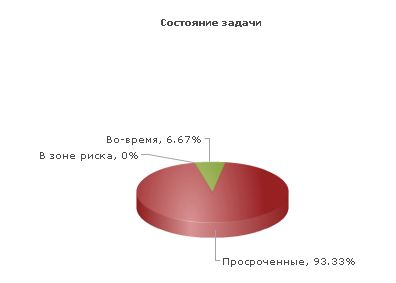 Состояние задачи
Во-время, 6.67%
В зоне риска, 0%
Просроченные, 93.33%